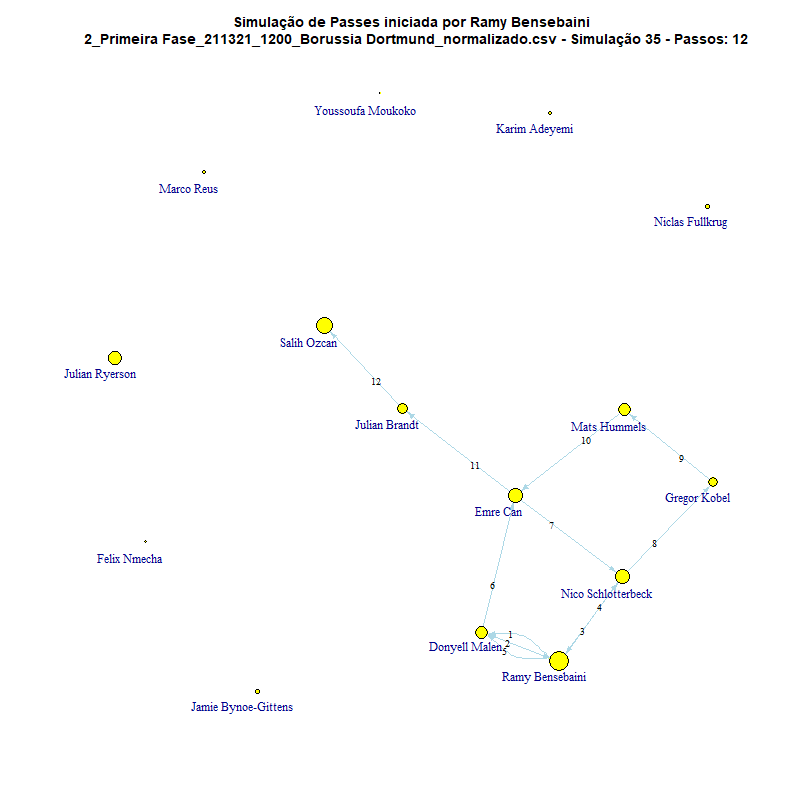 Simulação de Passes iniciada por Ramy Bensebaini
2_Primeira Fase_211321_1200_Borussia Dortmund_normalizado.csv - Simulação 35 - Passos: 12
Youssoufa Moukoko
Karim Adeyemi
Marco Reus
Niclas Fullkrug
Salih Ozcan
Julian Ryerson
12
Julian Brandt
Mats Hummels
10
9
11
Gregor Kobel
Emre Can
7
8
Felix Nmecha
6
Nico Schlotterbeck
4
3
1
2
Donyell Malen
5
Ramy Bensebaini
Jamie Bynoe-Gittens